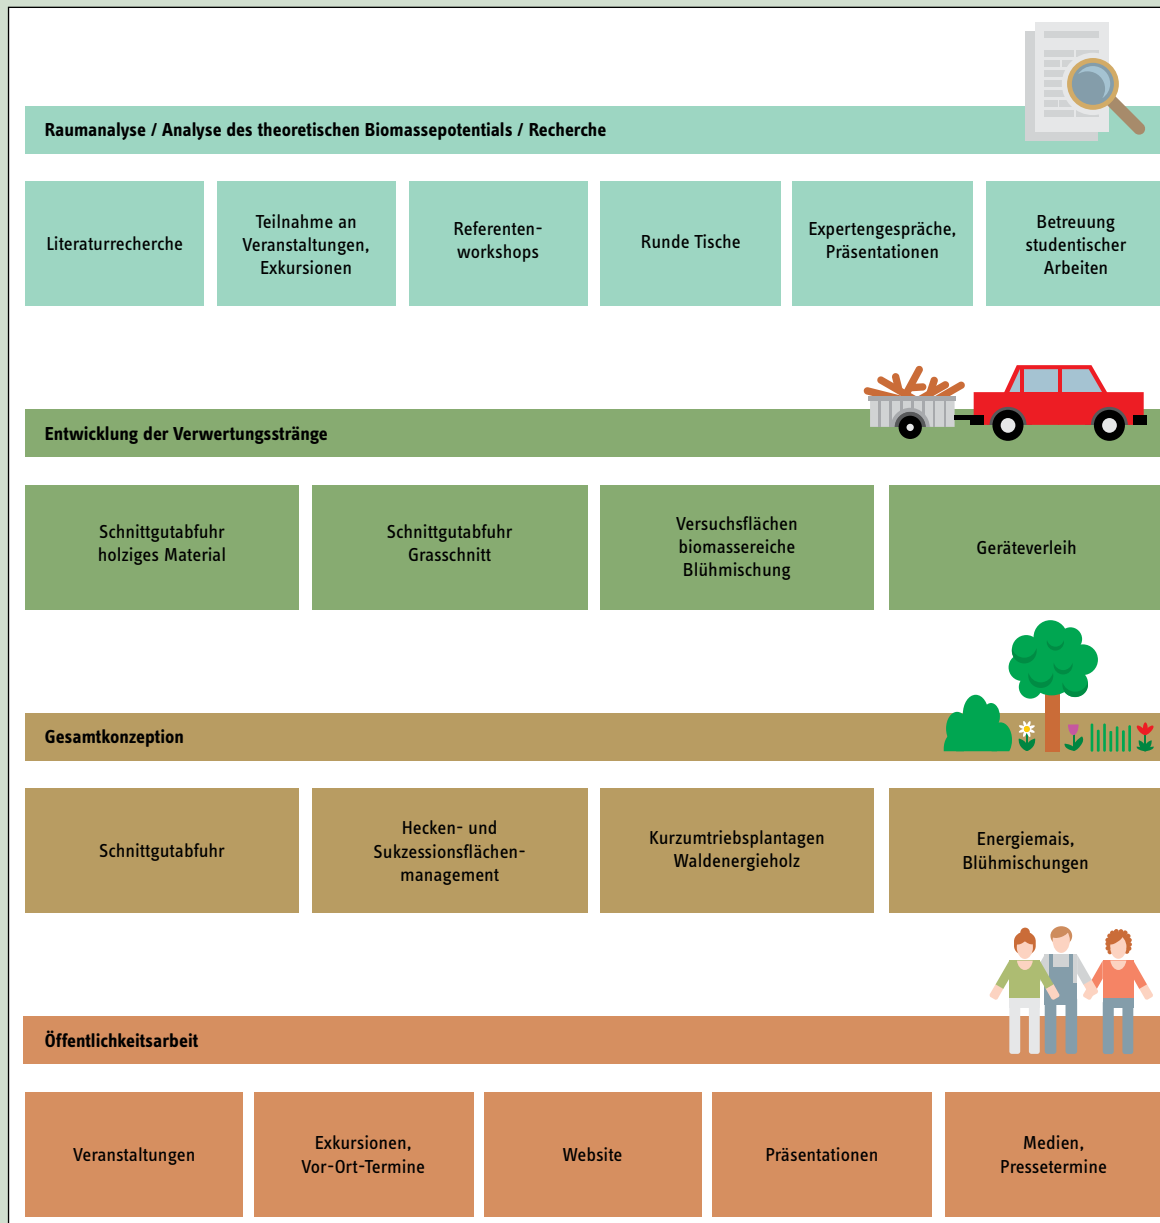 Raumanalyse / Analyse des theoretischen Biomassepotentials / Recherche
Literaturrecherche
Teilnahme an
Veranstaltungen,
Exkursionen
Referenten-
workshops
Runde Tische
Expertengespräche,
Präsentationen
Betreuung
studentischer
Arbeiten
Entwicklung der Verwertungsstränge
Schnittgutabfuhr
holziges Material
Schnittgutabfuhr
Grasschnitt
Versuchsflächen
biomassereiche
Blühmischung
Geräteverleih
Gesamtkonzeption
Schnittgutabfuhr
Hecken- und
Sukzessionsflächen-
management
Kurzumtriebsplantagen
Waldenergieholz
Energiemais,
Blühmischungen
Öffentlichkeitsarbeit
Veranstaltungen
Exkursionen,
Vor-Ort-Termine
Website
Präsentationen
Medien,
Pressetermine